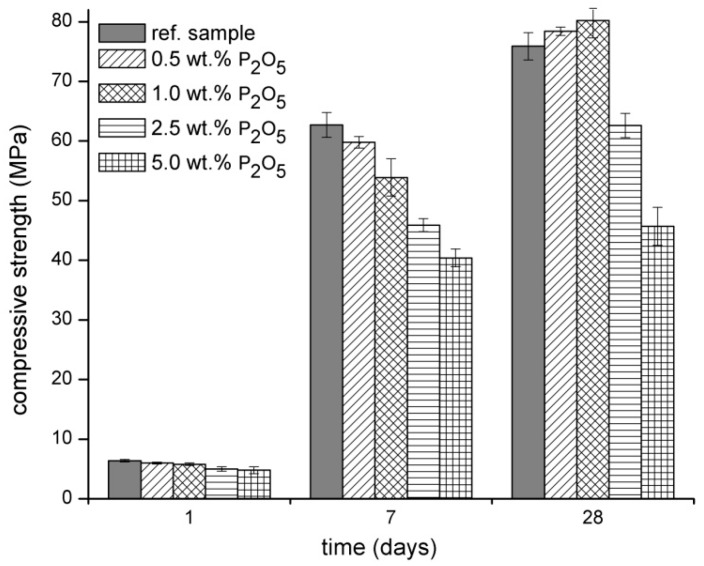 80
70
60
50
40
30
20
10
0
compressive strength (MPa)
ref. sample
0.5 wt.% P₂O₅
1.0 wt.% P₂O₅
2.5 wt.% P₂O₅
5.0 wt.% P₂O₅
1 7 28
time (days)